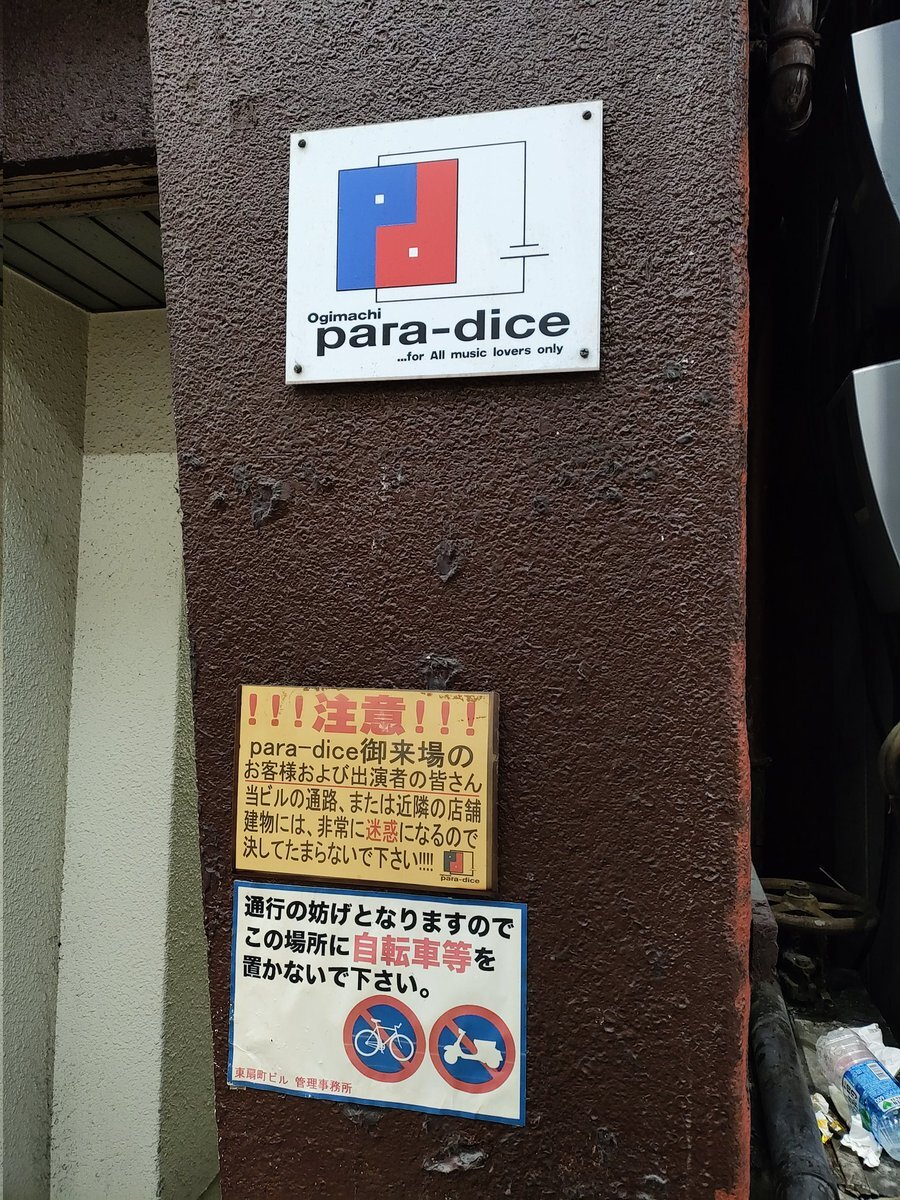 Ogimachi
para-dice
...for All music lovers only
!!!注意!!!
para-dice御来場の
お客様および出演者の皆さん
当ビルの通路、または近隣の店舗
建物には、非常に迷惑になるので
決してたまらないで下さい!!!!
para-dice
通行の妨げとなりますので
この場所に自転車等を
置かないで下さい。
東扇町ビル 管理事務所